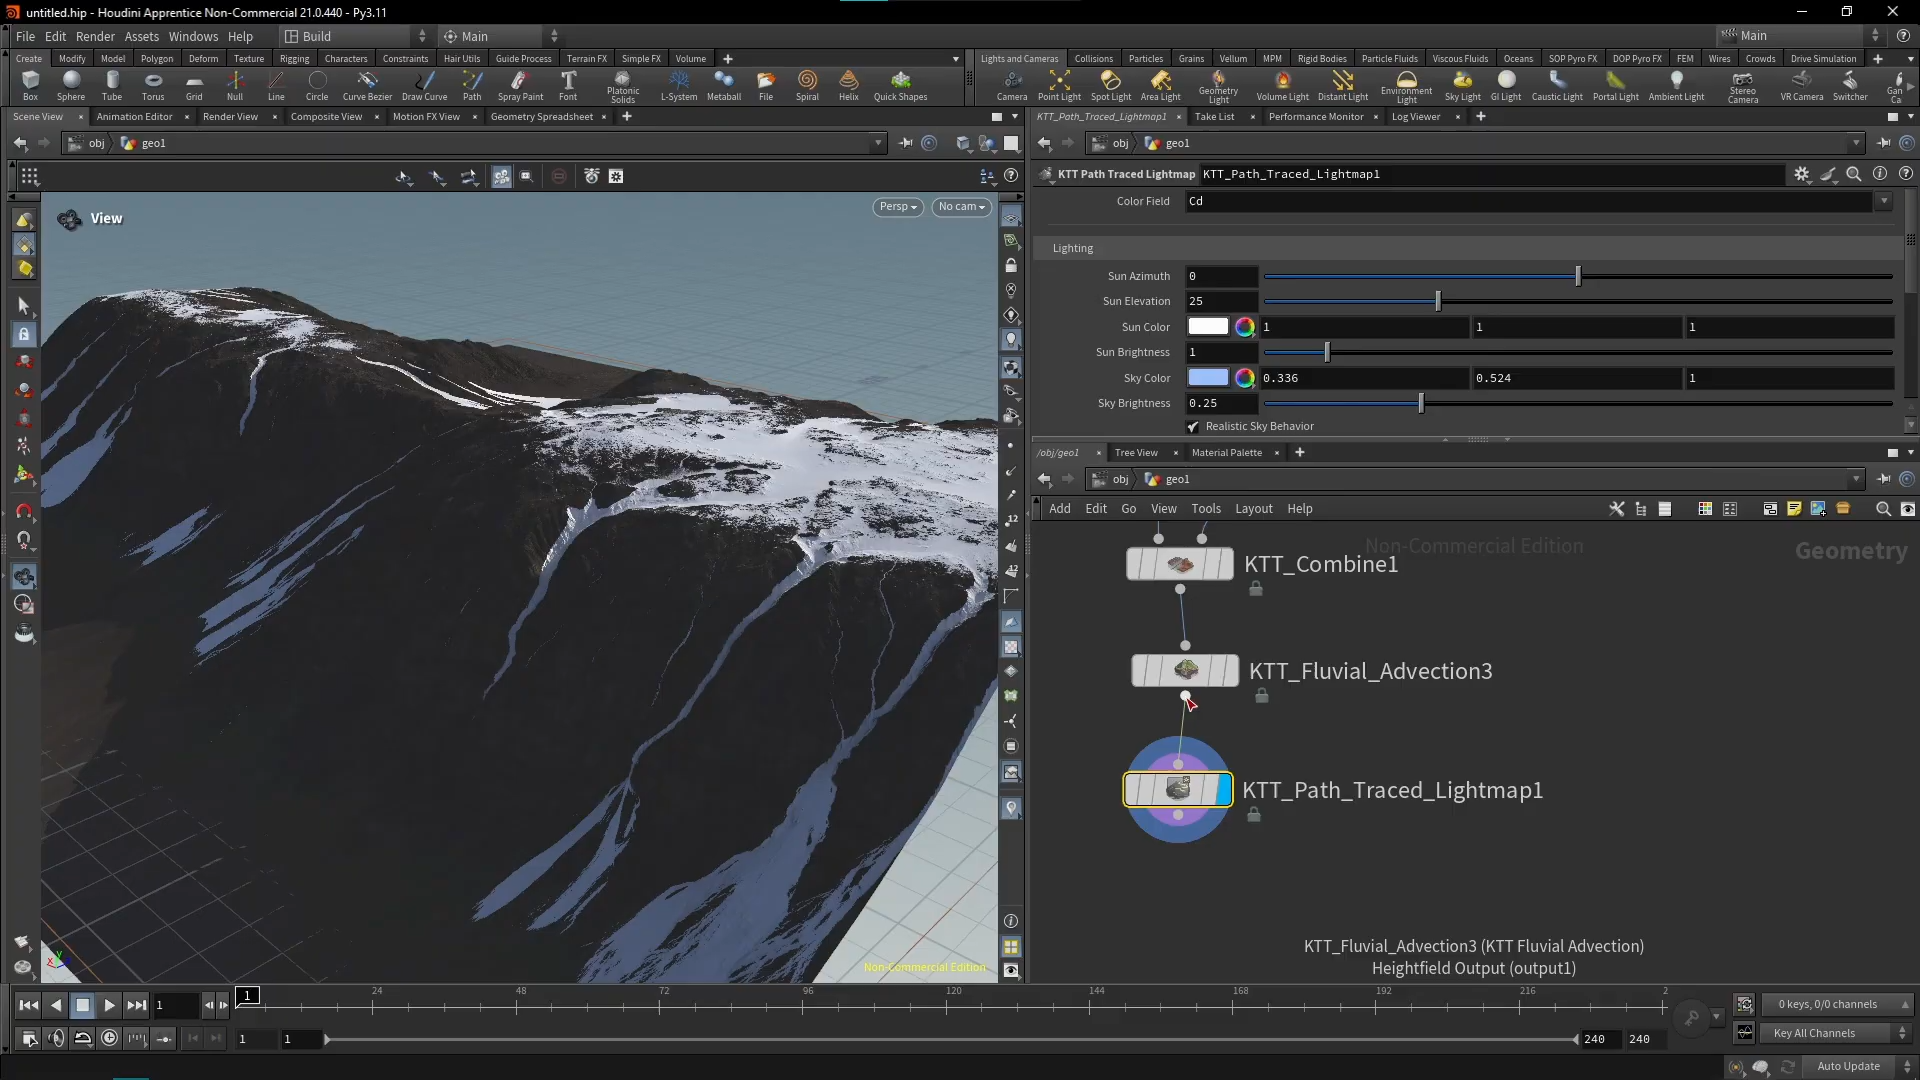 untitled.hip - Houdini Apprentice Non-Commercial 21.0.440 - Py3.11
File Edit Render Assets Windows Help Build Main Main
Create Modify Model Polygon Deform Texture Rigging Characters Constraints Hair Utils Guide Process Terrain FX Simple FX Volume
Lights and Cameras Collisions Particles Grains Vellum MPM Rigid Bodies Particle Fluids Viscous Fluids Oceans SOP Pyro FX DOP Pyro FX FEM Wires Crowds Drive Simulation
Box Sphere Tube Torus Grid Null Line Circle Curve Bezier Draw Curve Path Spray Paint Font Platonic Solids L-System Metaball File Spiral Helix Quick Shapes
Camera Point Light Spot Light Area Light Geometry Light Volume Light Distant Light Environment Light Sky Light GI Light Caustic Light Portal Light Ambient Light Stereo Camera VR Camera Switcher
Scene View Animation Editor Render View Composite View Motion FX View Geometry Spreadsheet
KTT_Path_Traced_Lightmap1 Take List Performance Monitor Log Viewer
obj geo1
obj geo1
KTT Path Traced Lightmap KTT_Path_Traced_Lightmap1
View
Persp No cam
Color Field Cd
Lighting
Sun Azimuth 0
Sun Elevation 25
Sun Color 1 1 1
Sun Brightness 1
Sky Color 0.336 0.524 1
Sky Brightness 0.25
Realistic Sky Behavior
/obj/geo1 Tree View Material Palette
obj geo1
Add Edit Go View Tools Layout Help
Non-Commercial Edition
Geometry
KTT_Combine1
KTT_Fluvial_Advection3
KTT_Path_Traced_Lightmap1
KTT_Fluvial_Advection3 (KTT Fluvial Advection)
Heightfield Output (output1)
12
12
Non-Commercial Edition
1 1 24 48 72 96 120 144 168 192 216 2
0 keys, 0/0 channels
1 1 240 240
Key All Channels
Auto Update